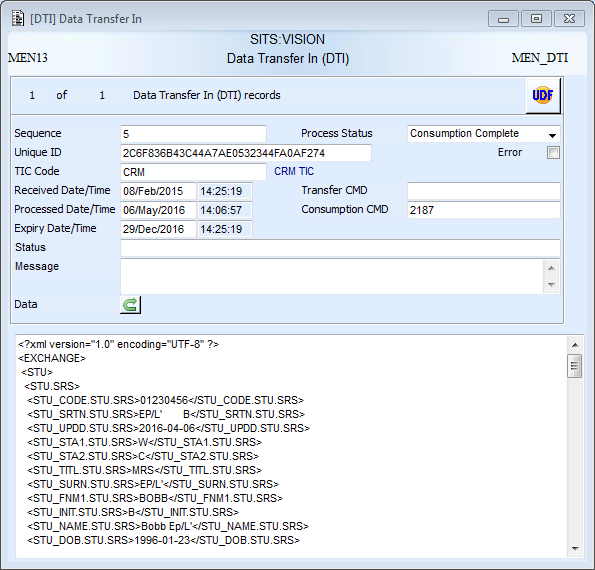 [DTI] Data Transfer In
SITS:VISION
MEN13 Data Transfer In (DTI) MEN_DTI
1 of 1 Data Transfer In (DTI) records UDF
Sequence 5 Process Status Consumption Complete
Unique ID 2C6F836B43C44A7AE0532344FA0AF274 Error
TIC Code CRM CRM TIC
Received Date/Time 08/Feb/2015 14:25:19 Transfer CMD
Processed Date/Time 06/May/2016 14:06:57 Consumption CMD 2187
Expiry Date/Time 29/Dec/2016 14:25:19
Status
Message
Data
<?xml version="1.0" encoding="UTF-8" ?>
<EXCHANGE>
<STU>
<STU.SRS>
<STU_CODE.STU.SRS>01230456</STU_CODE.STU.SRS>
<STU_SRTN.STU.SRS>EP/L'       B</STU_SRTN.STU.SRS>
<STU_UPDD.STU.SRS>2016-04-06</STU_UPDD.STU.SRS>
<STU_STA1.STU.SRS>W</STU_STA1.STU.SRS>
<STU_STA2.STU.SRS>C</STU_STA2.STU.SRS>
<STU_TITL.STU.SRS>MRS</STU_TITL.STU.SRS>
<STU_SURN.STU.SRS>EP/L'</STU_SURN.STU.SRS>
<STU_FNM1.STU.SRS>BOBB</STU_FNM1.STU.SRS>
<STU_INIT.STU.SRS>B</STU_INIT.STU.SRS>
<STU_NAME.STU.SRS>Bobb Ep/L'</STU_NAME.STU.SRS>
<STU_DOB.STU.SRS>1996-01-23</STU_DOB.STU.SRS>